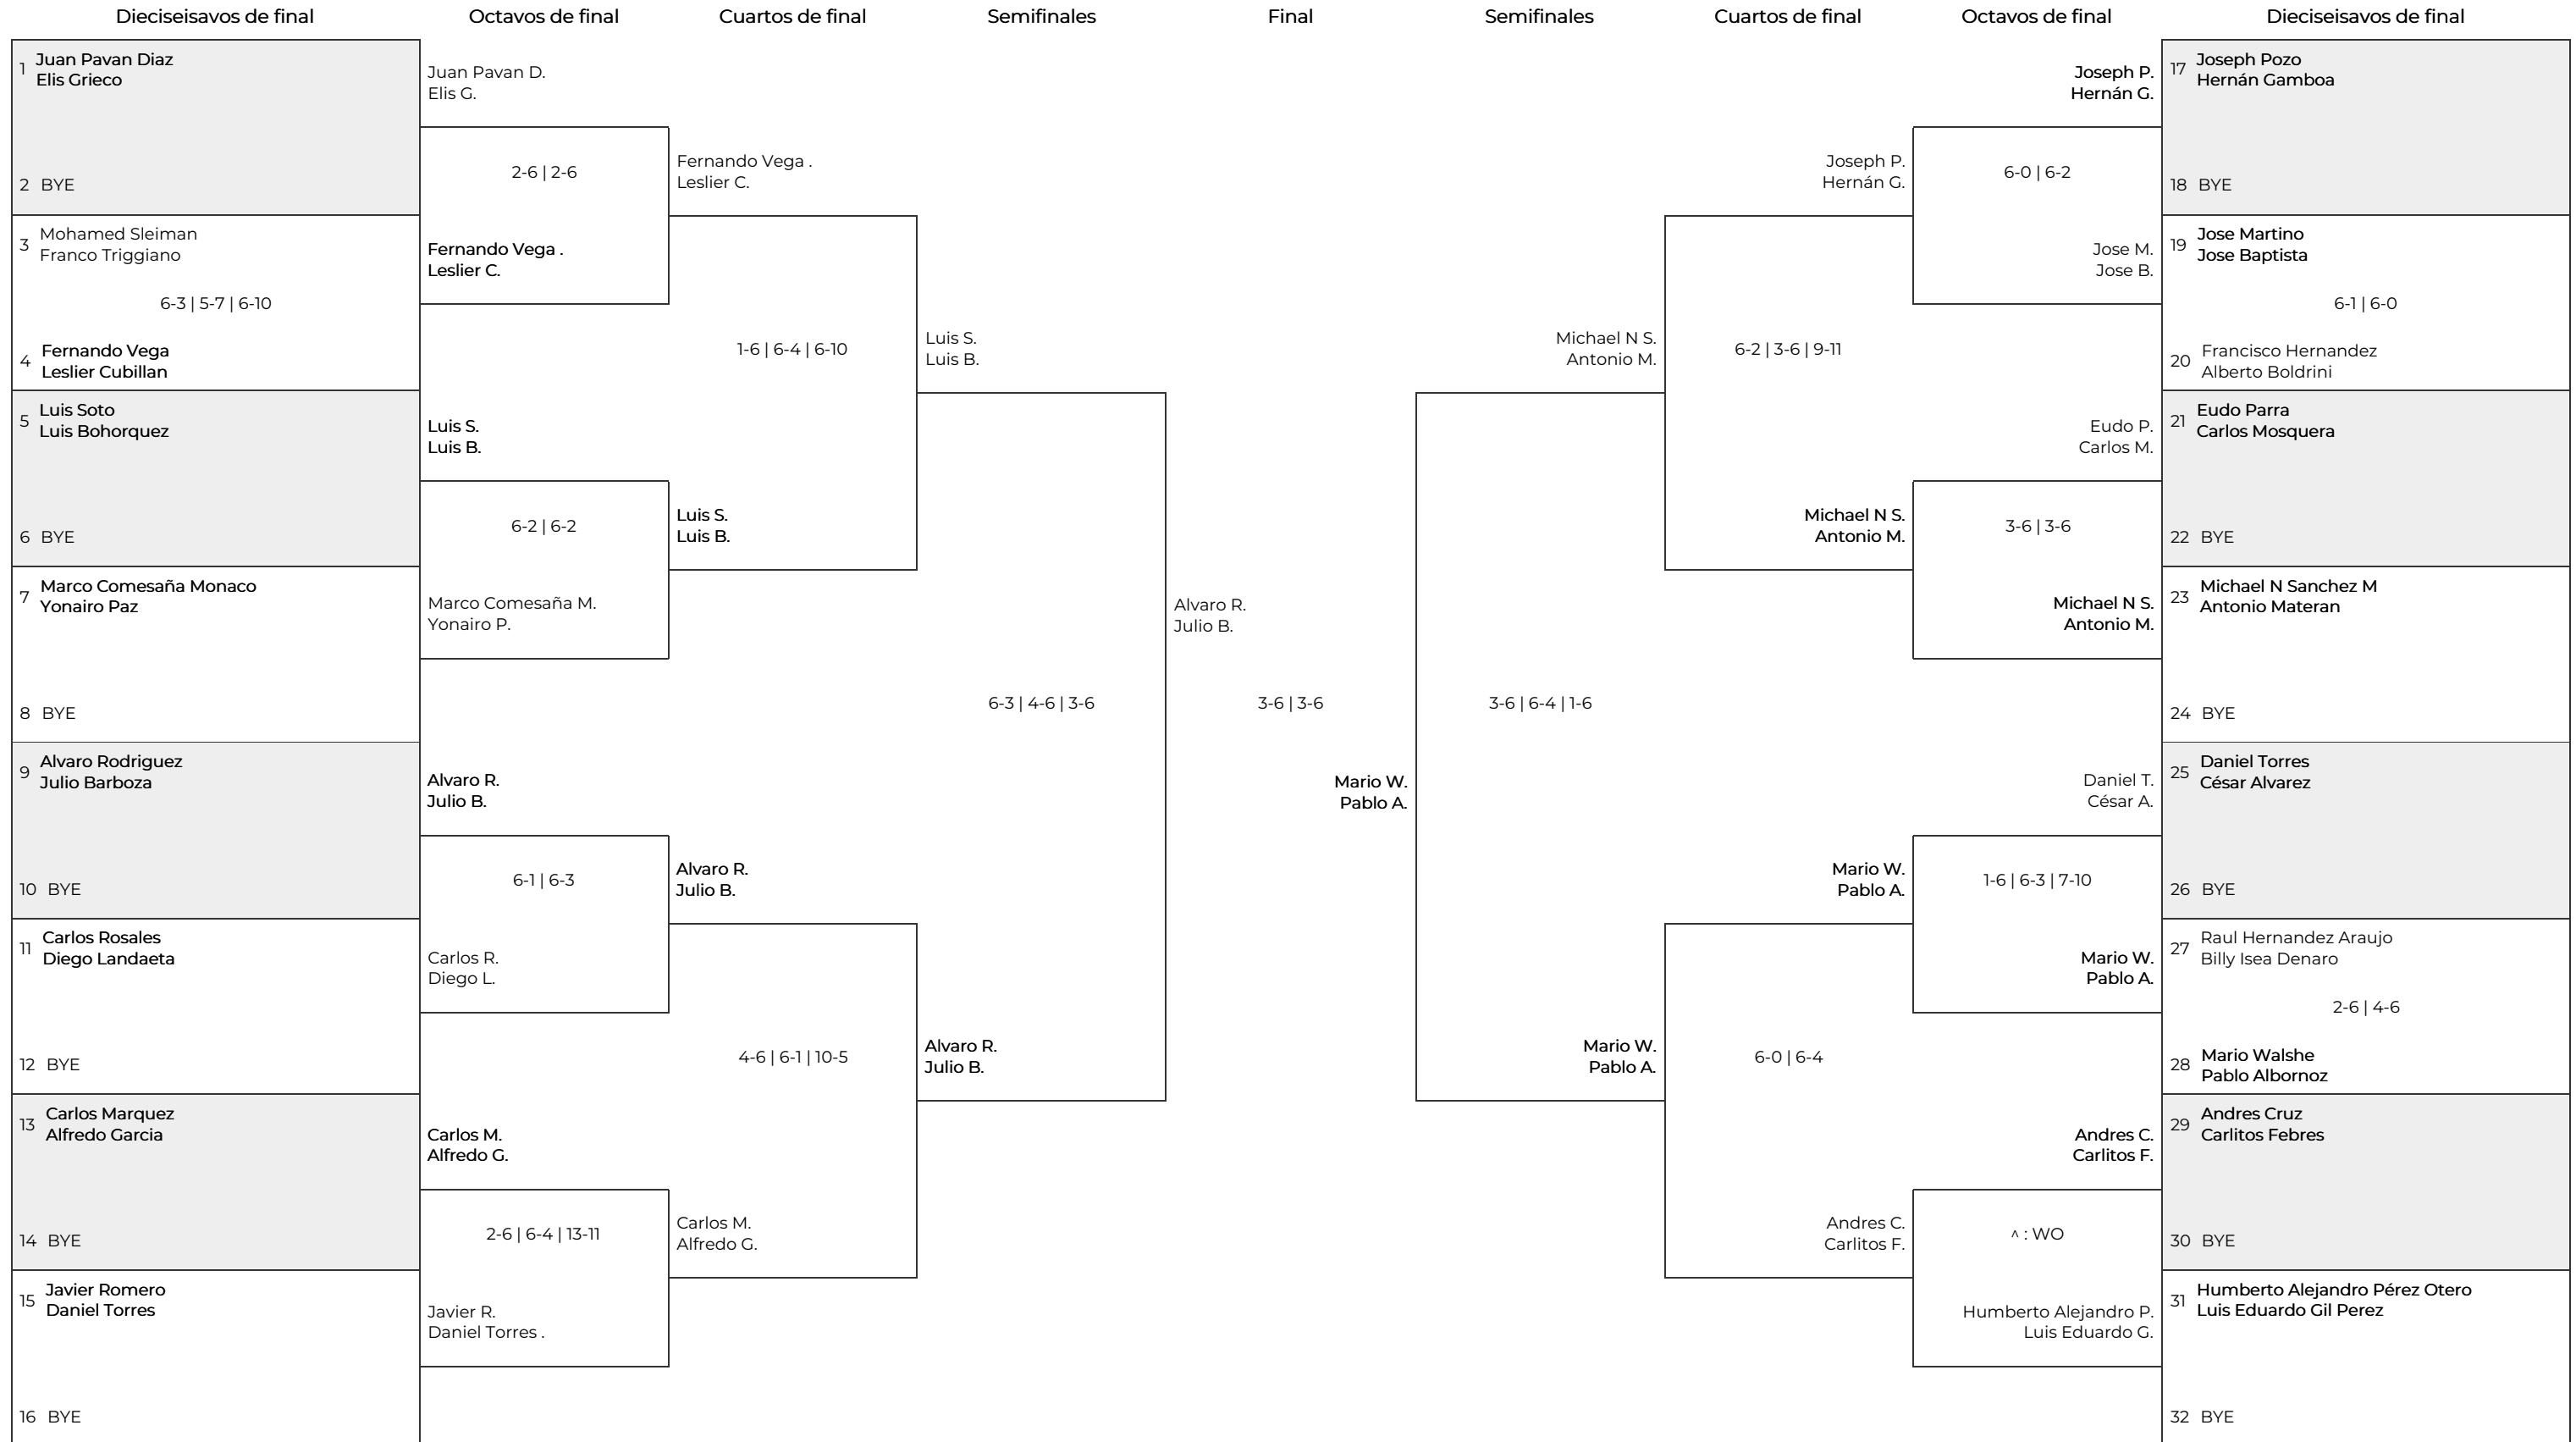 Dieciseisavos de final
Octavos de final
Cuartos de final
Semifinales
Final
Semifinales
Cuartos de final
Octavos de final
Dieciseisavos de final
1 Juan Pavan Diaz
Elis Grieco
2 BYE
3 Mohamed Sleiman
Franco Triggiano
6-3 | 5-7 | 6-10
4 Fernando Vega
Leslier Cubillan
5 Luis Soto
Luis Bohorquez
6 BYE
7 Marco Comesaña Monaco
Yonairo Paz
8 BYE
9 Alvaro Rodriguez
Julio Barboza
10 BYE
11 Carlos Rosales
Diego Landaeta
12 BYE
13 Carlos Marquez
Alfredo Garcia
14 BYE
15 Javier Romero
Daniel Torres
16 BYE
Juan Pavan D.
Elis G.
2-6 | 2-6
Fernando Vega .
Leslier C.
Luis S.
Luis B.
6-2 | 6-2
Marco Comesaña M.
Yonairo P.
Alvaro R.
Julio B.
6-1 | 6-3
Carlos R.
Diego L.
Carlos M.
Alfredo G.
2-6 | 6-4 | 13-11
Javier R.
Daniel Torres .
Fernando Vega .
Leslier C.
1-6 | 6-4 | 6-10
Luis S.
Luis B.
Alvaro R.
Julio B.
4-6 | 6-1 | 10-5
Carlos M.
Alfredo G.
Luis S.
Luis B.
6-3 | 4-6 | 3-6
Alvaro R.
Julio B.
Alvaro R.
Julio B.
3-6 | 3-6
Mario W.
Pablo A.
Michael N S.
Antonio M.
3-6 | 6-4 | 1-6
Mario W.
Pablo A.
Joseph P.
Hernán G.
6-2 | 3-6 | 9-11
Michael N S.
Antonio M.
Mario W.
Pablo A.
6-0 | 6-4
Andres C.
Carlitos F.
Joseph P.
Hernán G.
6-0 | 6-2
Jose M.
Jose B.
Eudo P.
Carlos M.
3-6 | 3-6
Michael N S.
Antonio M.
Daniel T.
César A.
1-6 | 6-3 | 7-10
Mario W.
Pablo A.
Andres C.
Carlitos F.
^ : WO
Humberto Alejandro P.
Luis Eduardo G.
17 Joseph Pozo
Hernán Gamboa
18 BYE
19 Jose Martino
Jose Baptista
6-1 | 6-0
20 Francisco Hernandez
Alberto Boldrini
21 Eudo Parra
Carlos Mosquera
22 BYE
23 Michael N Sanchez M
Antonio Materan
24 BYE
25 Daniel Torres
César Alvarez
26 BYE
27 Raul Hernandez Araujo
Billy Isea Denaro
2-6 | 4-6
28 Mario Walshe
Pablo Albornoz
29 Andres Cruz
Carlitos Febres
30 BYE
31 Humberto Alejandro Pérez Otero
Luis Eduardo Gil Perez
32 BYE